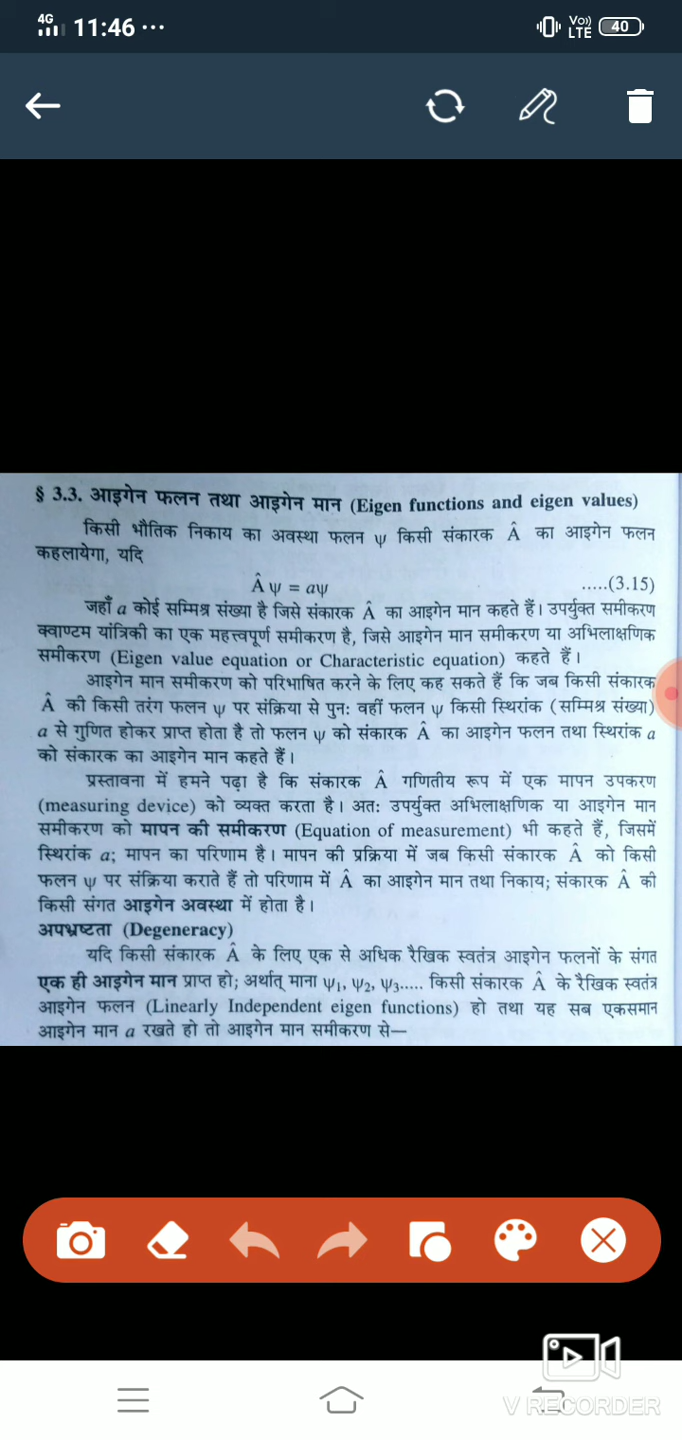 4G 11:46 ... Vo)) LTE 40
§ 3.3. आइगेन फलन तथा आइगेन मान (Eigen functions and eigen values)
किसी भौतिक निकाय का अवस्था फलन ψ किसी संकारक Â का आइगेन फलन
कहलायेगा, यदि
Â ψ = aψ .....(3.15)
जहाँ a कोई सम्मिश्र संख्या है जिसे संकारक Â का आइगेन मान कहते हैं। उपर्युक्त समीकरण
क्वाण्टम यांत्रिकी का एक महत्त्वपूर्ण समीकरण है, जिसे आइगेन मान समीकरण या अभिलाक्षणिक
समीकरण (Eigen value equation or Characteristic equation) कहते हैं।
आइगेन मान समीकरण को परिभाषित करने के लिए कह सकते हैं कि जब किसी संकारक
Â की किसी तरंग फलन ψ पर संक्रिया से पुन: वहीं फलन ψ किसी स्थिरांक (सम्मिश्र संख्या)
a से गुणित होकर प्राप्त होता है तो फलन ψ को संकारक Â का आइगेन फलन तथा स्थिरांक a
को संकारक का आइगेन मान कहते हैं।
प्रस्तावना में हमने पढ़ा है कि संकारक Â गणितीय रूप में एक मापन उपकरण
(measuring device) को व्यक्त करता है। अत: उपर्युक्त अभिलाक्षणिक या आइगेन मान
समीकरण को मापन की समीकरण (Equation of measurement) भी कहते हैं, जिसमें
स्थिरांक a; मापन का परिणाम है। मापन की प्रक्रिया में जब किसी संकारक Â को किसी
फलन ψ पर संक्रिया कराते हैं तो परिणाम में Â का आइगेन मान तथा निकाय; संकारक Â की
किसी संगत आइगेन अवस्था में होता है।
अपभ्रष्टता (Degeneracy)
यदि किसी संकारक Â के लिए एक से अधिक रैखिक स्वतंत्र आइगेन फलनों के संगत
एक ही आइगेन मान प्राप्त हो; अर्थात् माना ψ₁, ψ₂, ψ₃..... किसी संकारक Â के रैखिक स्वतंत्र
आइगेन फलन (Linearly Independent eigen functions) हो तथा यह सब एकसमान
आइगेन मान a रखते हो तो आइगेन मान समीकरण से—
V RECORDER